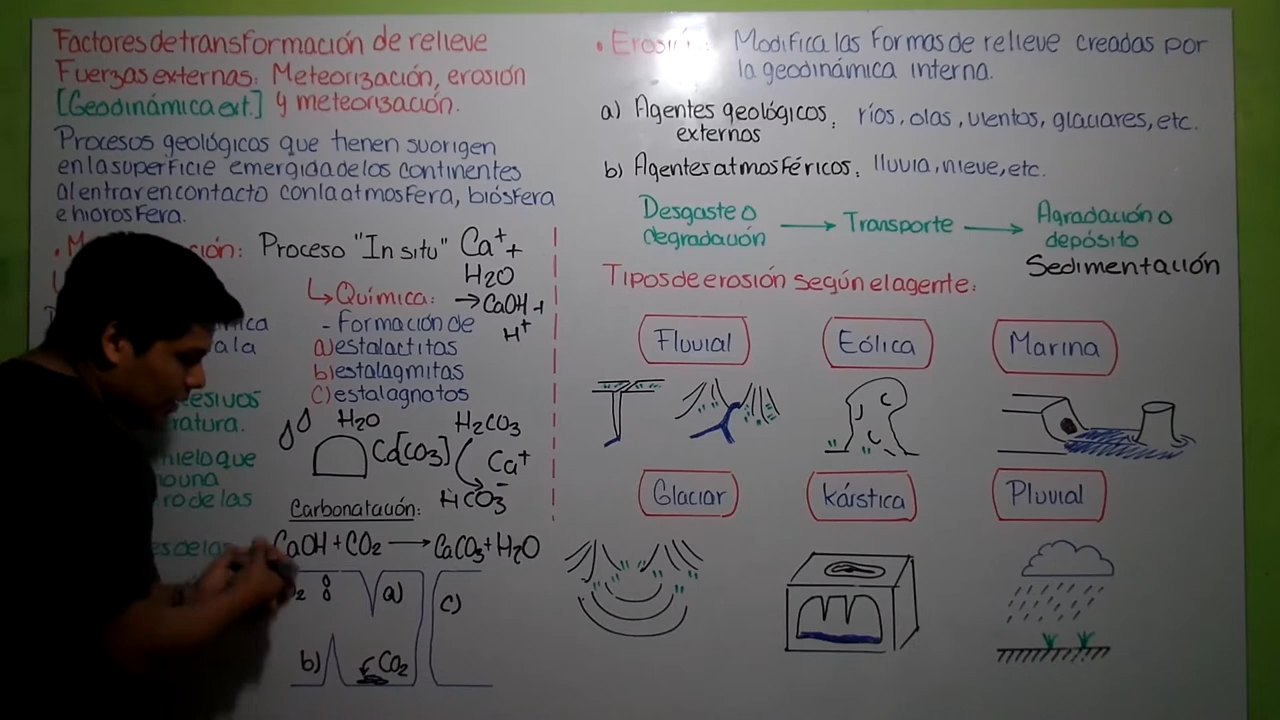 Factores de transformación de relieve
Fuerzas externas: Meteorización, erosión
[Geodinámica ext.] y meteorización.
Procesos geológicos que tienen su origen
en la superficie emergida de los continentes
al entrar en contacto con la atmosfera, biósfera
e hidrosfera.
Proceso "In situ"
Ca⁺+
H2O
→CaOH+
H⁺
↳Química:
- Formación de
a) estalactitas
b) estalagmitas
c) estalagnatos
H2O
H₂CO₃
[CO3]
Ca⁺
HCO₃⁻
Carbonatación:
CaOH+CO₂ → CaCO₃+H₂O
a)
c)
b)
CO₂
hielo que
ro de las
• Erosión: Modifica las formas de relieve creadas por
la geodinámica interna.
a) Agentes geológicos
externos: ríos, olas, vientos, glaciares, etc.
b) Agentes atmosféricos: lluvia, nieve, etc.
Desgaste o
degradación → Transporte → Agradación o
depósito
Sedimentación
Tipos de erosión según el agente:
Fluvial Eólica Marina
Glaciar Kárstica Pluvial